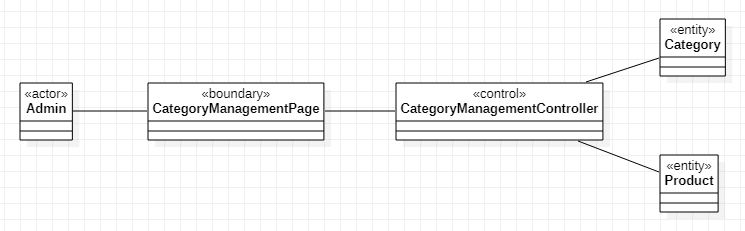 «actor»
Admin
«boundary»
CategoryManagementPage
«control»
CategoryManagementController
«entity»
Category
«entity»
Product